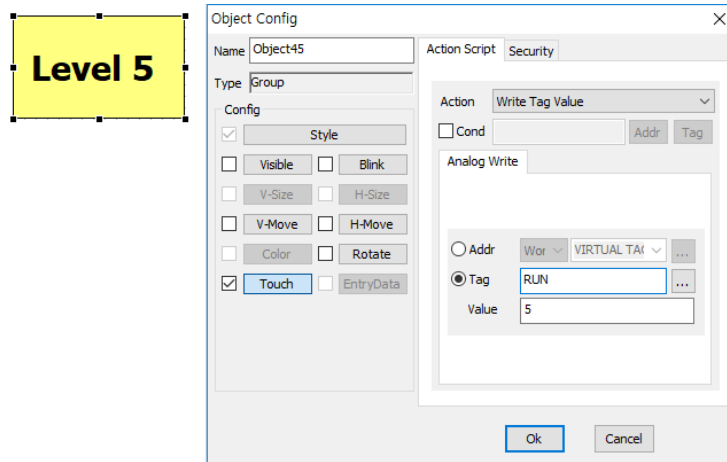 Level 5
Object Config
Name Object45
Type Group
Config
Style
Visible Blink
V-Size H-Size
V-Move H-Move
Color Rotate
Touch EntryData
Action Script Security
Action Write Tag Value
Cond Addr Tag
Analog Write
Addr Wor VIRTUAL TAG ...
Tag RUN ...
Value 5
Ok Cancel